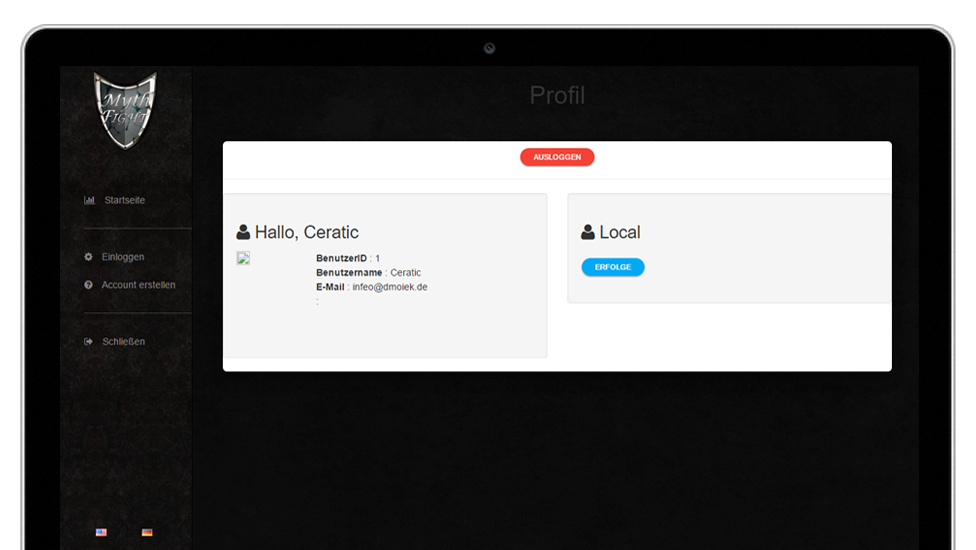 Myth
Fight
Startseite
Einloggen
Account erstellen
Schließen
Profil
AUSLOGGEN
Hallo, Ceratic
BenutzerID : 1
Benutzername : Ceratic
E-Mail : infeo@dmoiek.de
:
Local
ERFOLGE